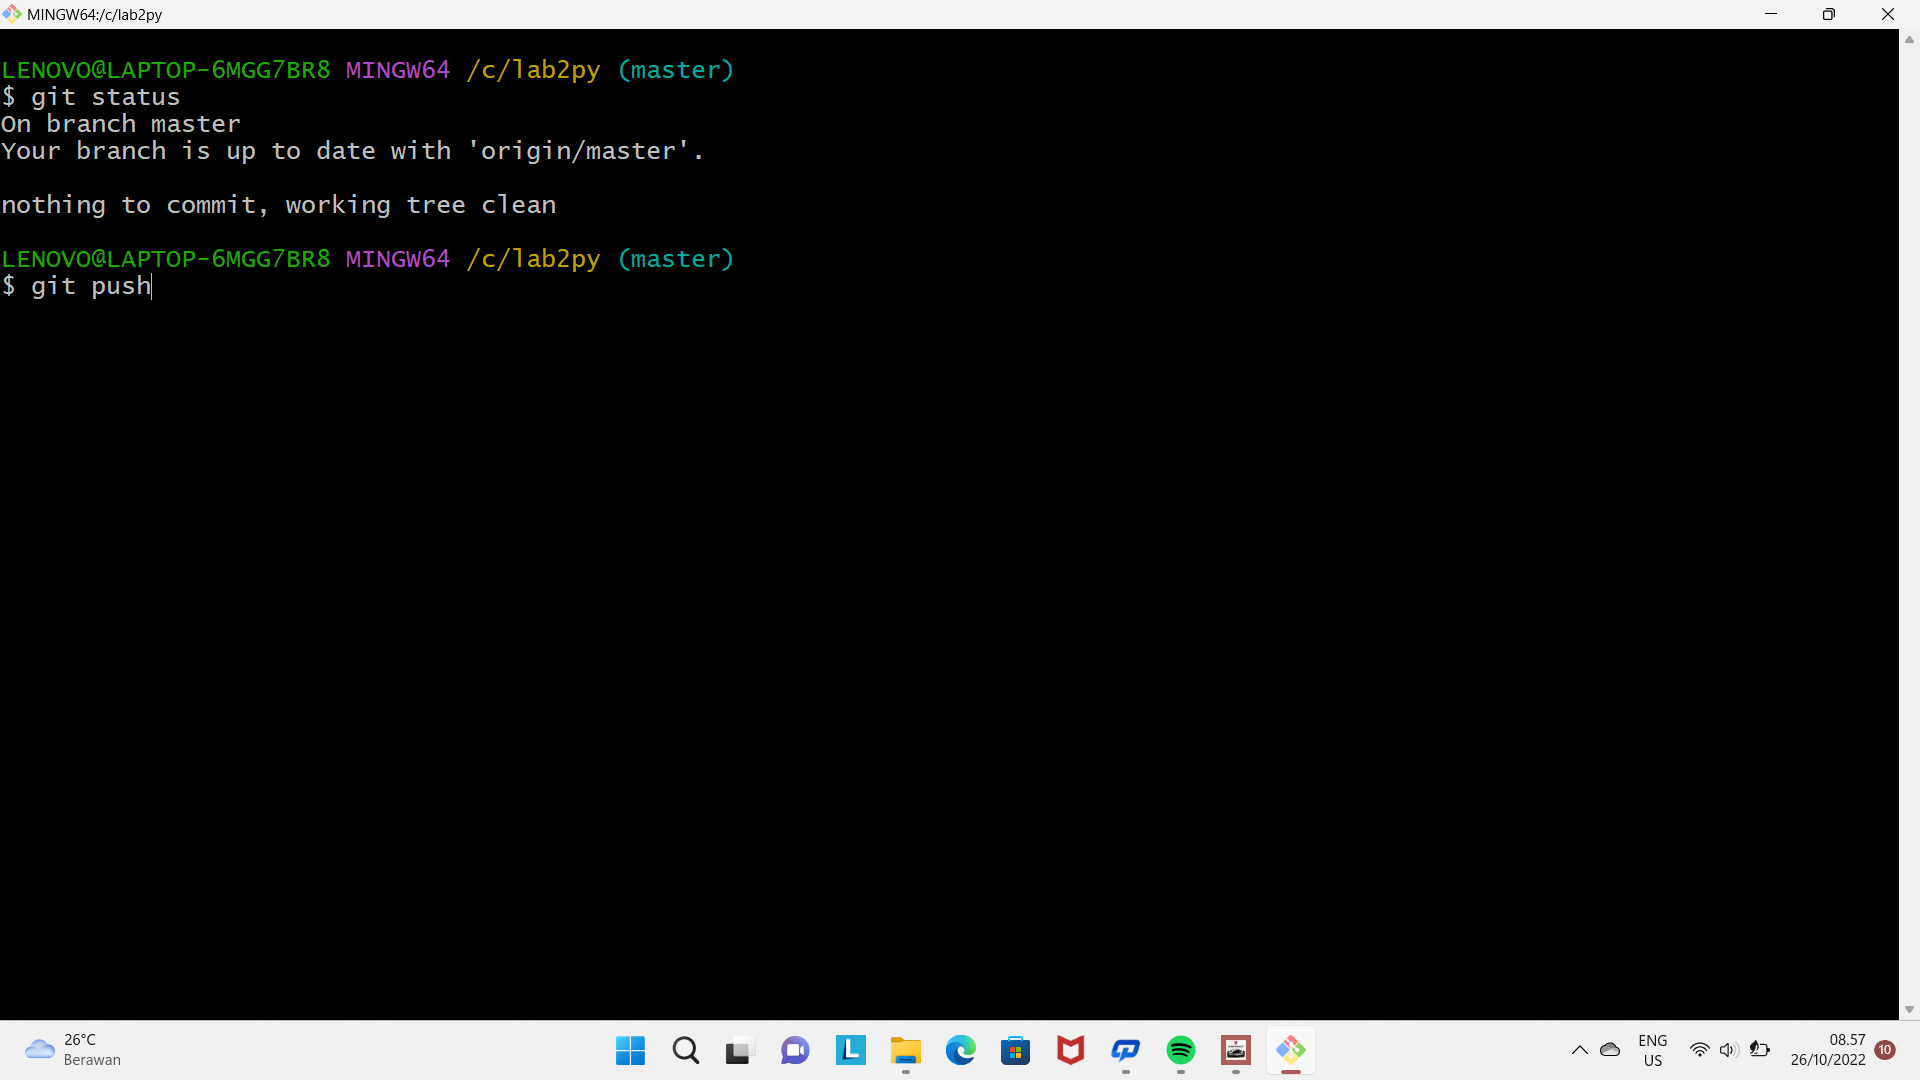 MINGW64:/c/lab2py
LENOVO@LAPTOP-6MGG7BR8 MINGW64 /c/lab2py (master)
$ git status
On branch master
Your branch is up to date with 'origin/master'.
nothing to commit, working tree clean
LENOVO@LAPTOP-6MGG7BR8 MINGW64 /c/lab2py (master)
$ git push
26°C
Berawan
L
ENG
US
08.57
26/10/2022
10